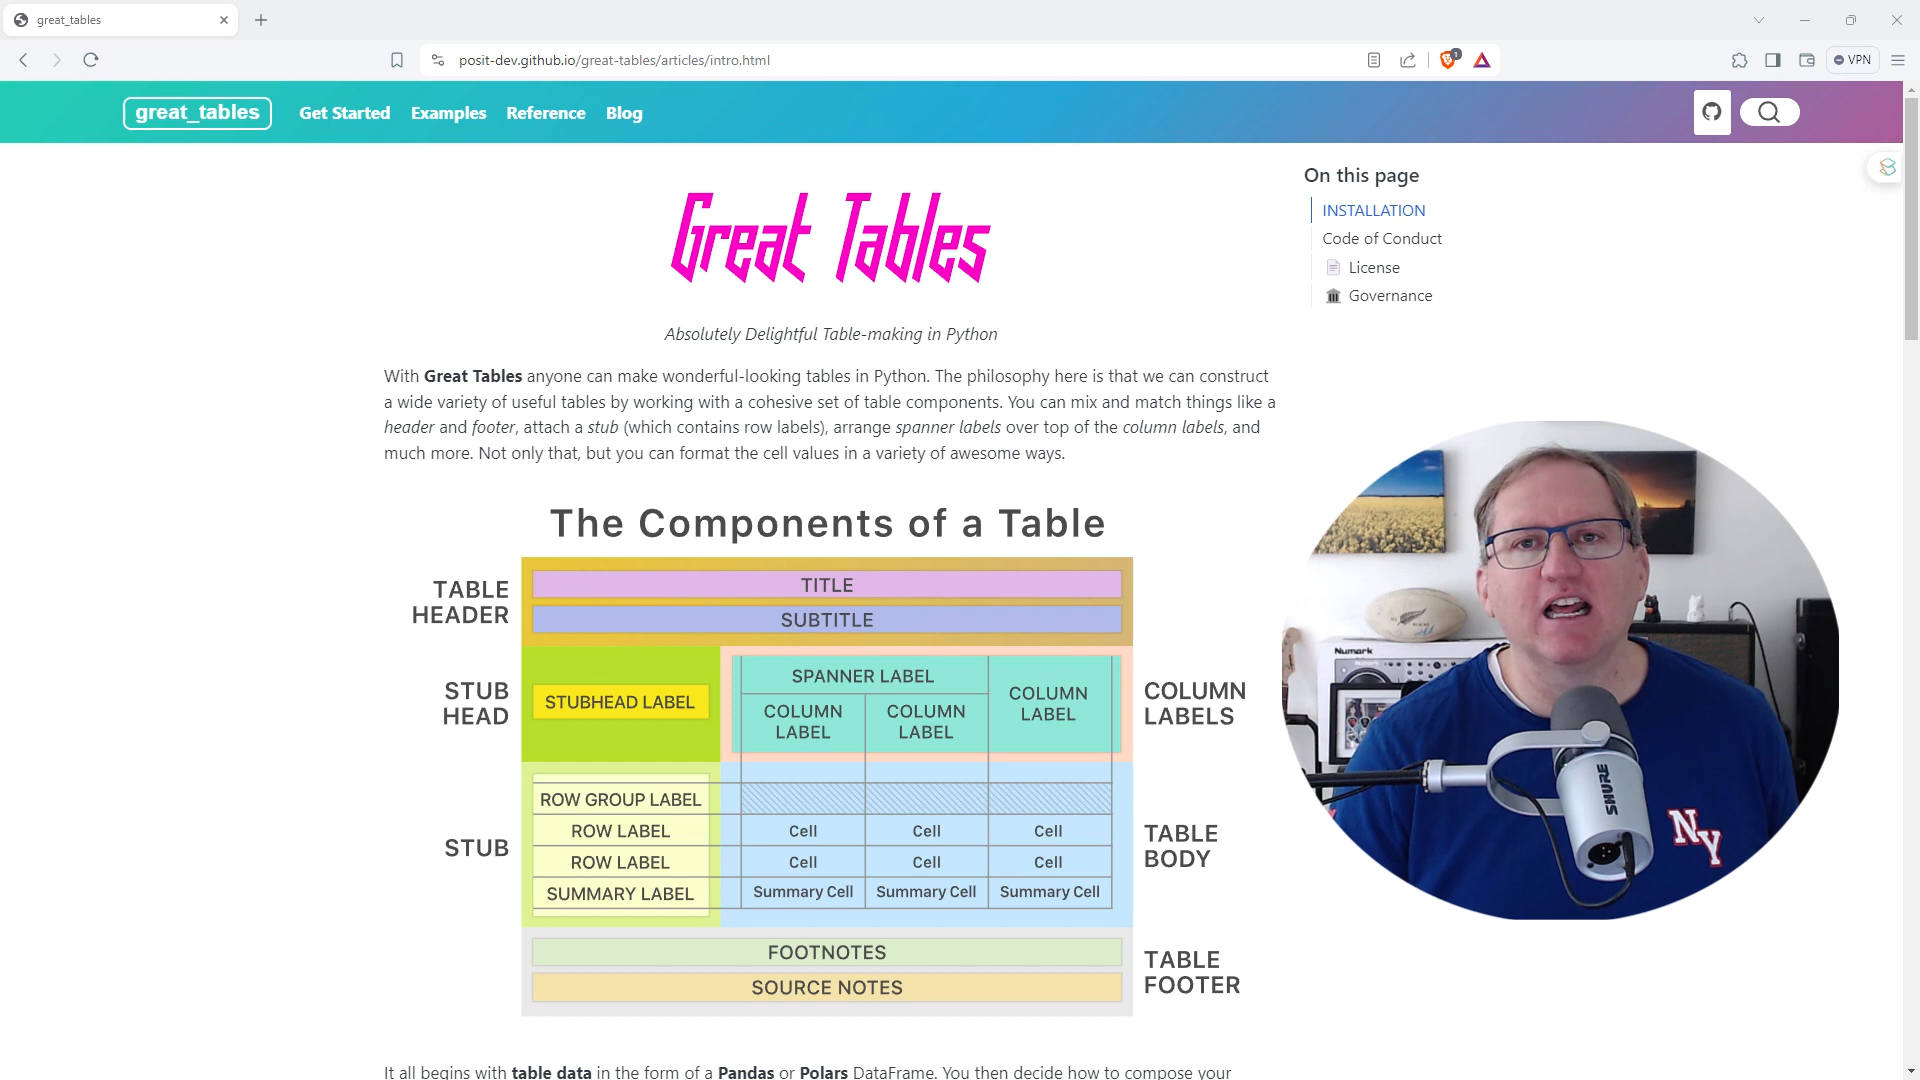 great_tables
posit-dev.github.io/great-tables/articles/intro.html
1
VPN
great_tables
Get Started
Examples
Reference
Blog
Great Tables
Absolutely Delightful Table-making in Python
With Great Tables anyone can make wonderful-looking tables in Python. The philosophy here is that we can construct
a wide variety of useful tables by working with a cohesive set of table components. You can mix and match things like a
header and footer, attach a stub (which contains row labels), arrange spanner labels over top of the column labels, and
much more. Not only that, but you can format the cell values in a variety of awesome ways.
On this page
INSTALLATION
Code of Conduct
License
Governance
The Components of a Table
TABLE
HEADER
TITLE
SUBTITLE
STUB
HEAD
STUBHEAD LABEL
SPANNER LABEL
COLUMN
LABEL
COLUMN
LABEL
COLUMN
LABEL
COLUMN
LABELS
STUB
ROW GROUP LABEL
ROW LABEL
Cell
Cell
Cell
ROW LABEL
Cell
Cell
Cell
SUMMARY LABEL
Summary Cell
Summary Cell
Summary Cell
TABLE
BODY
FOOTNOTES
SOURCE NOTES
TABLE
FOOTER
It all begins with table data in the form of a Pandas or Polars DataFrame. You then decide how to compose your
Numark
SHURE
NY